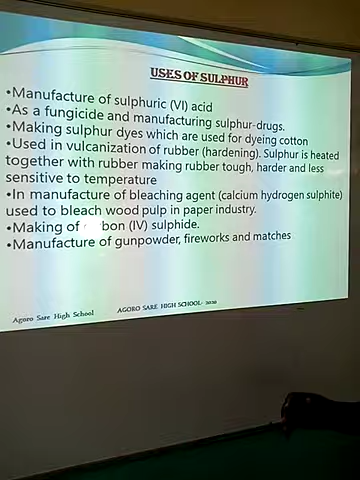 USES OF SULPHUR
•Manufacture of sulphuric (VI) acid
•As a fungicide and manufacturing sulphur-drugs.
•Making sulphur dyes which are used for dyeing cotton
•Used in vulcanization of rubber (hardening). Sulphur is heated
together with rubber making rubber tough, harder and less
sensitive to temperature
•In manufacture of bleaching agent (calcium hydrogen sulphite)
used to bleach wood pulp in paper industry.
•Making of bon (IV) sulphide.
•Manufacture of gunpowder, fireworks and matches
Agoro Sare High School AGORO SARE HIGH SCHOOL- 2020